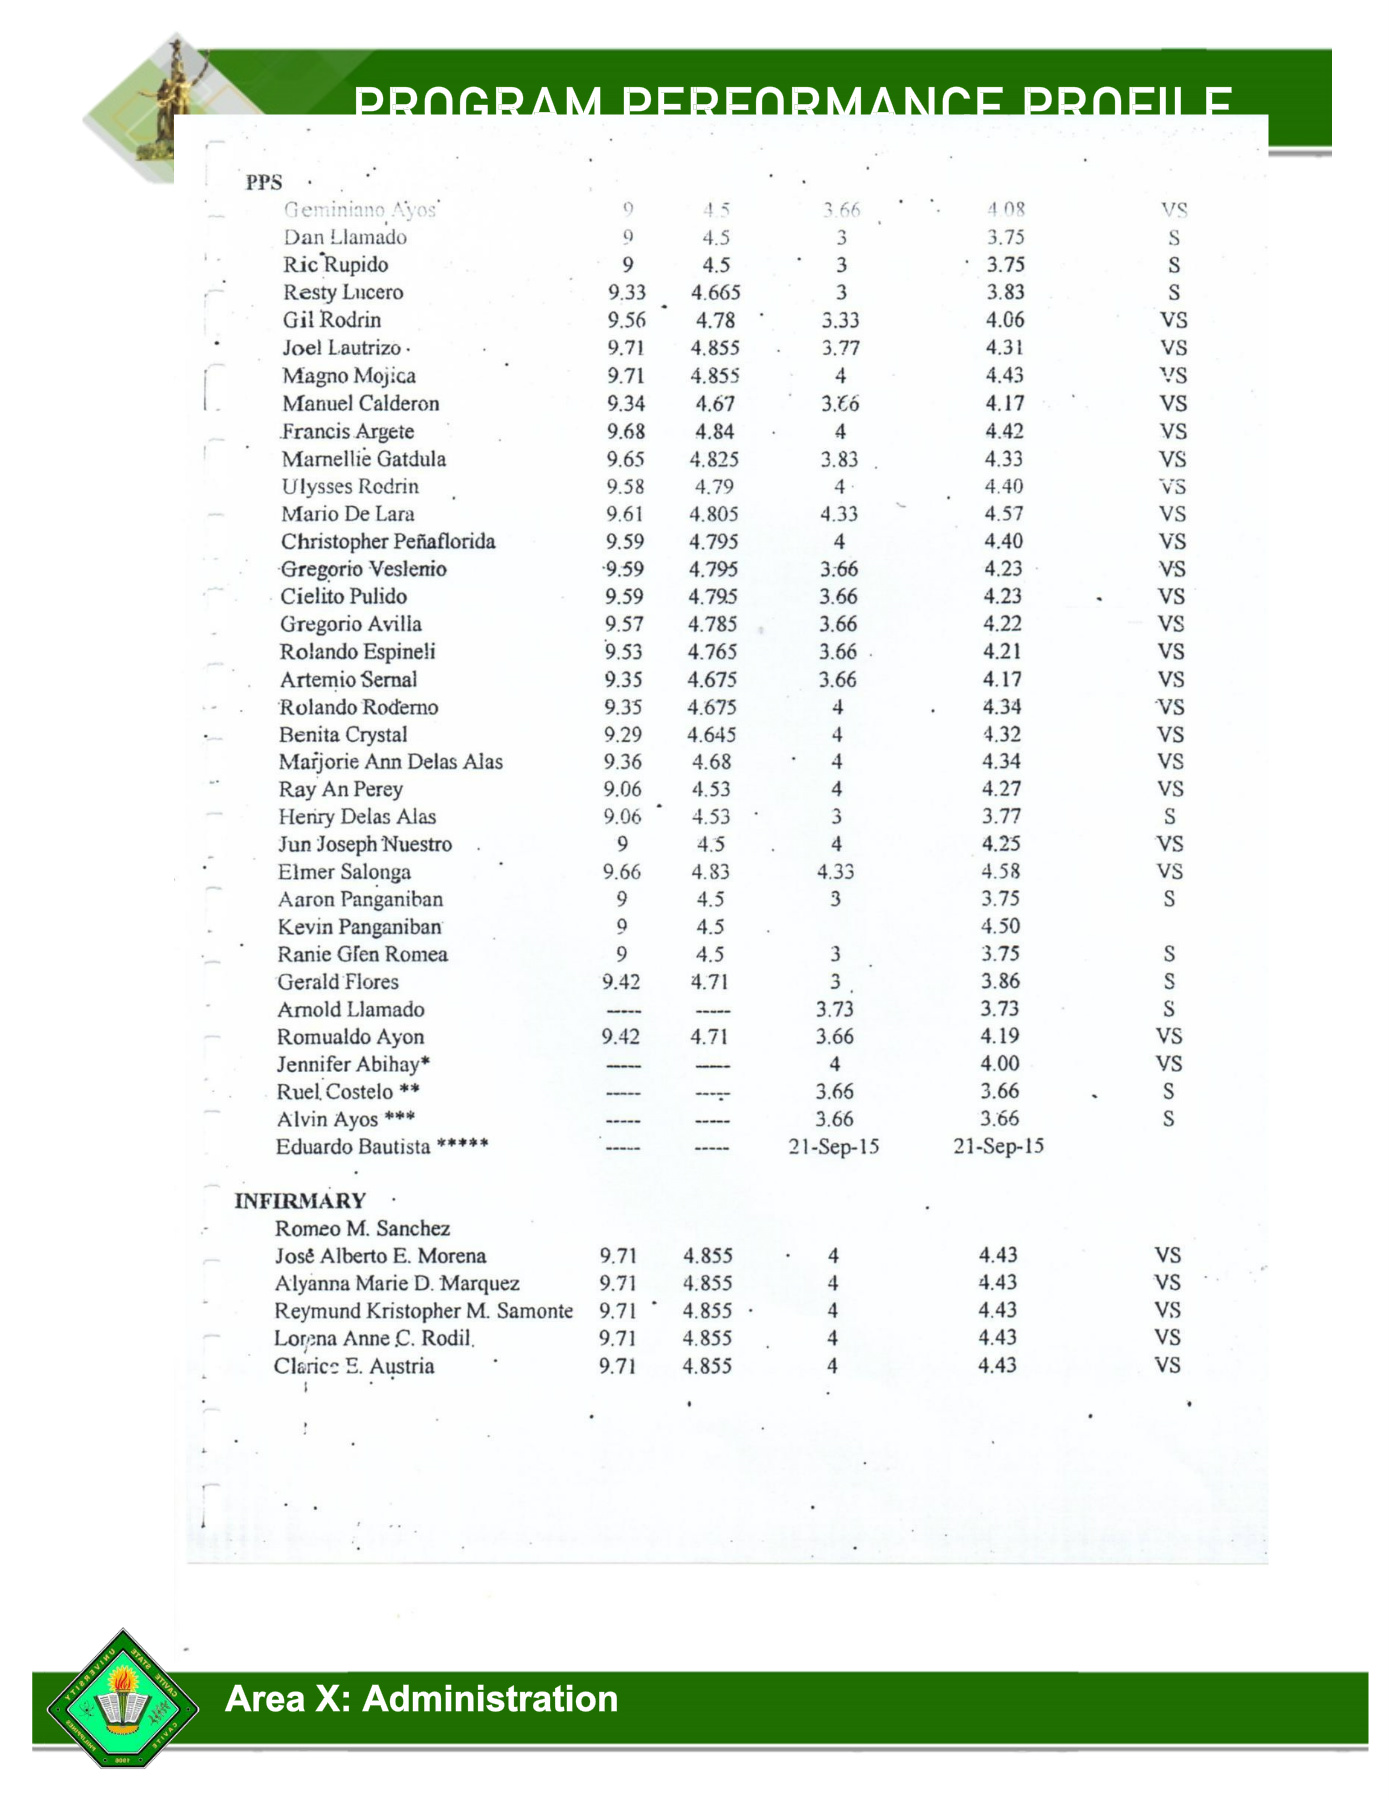 PROGRAM PERFORMANCE PROFILE
PPS
Geminiano Ayos 9 4.5 3.66 4.08 VS
Dan Llamado 9 4.5 3 3.75 S
Ric Rupido 9 4.5 3 3.75 S
Resty Lucero 9.33 4.665 3 3.83 S
Gil Rodrin 9.56 4.78 3.33 4.06 VS
Joel Lautrizo 9.71 4.855 3.77 4.31 VS
Magno Mojica 9.71 4.855 4 4.43 VS
Manuel Calderon 9.34 4.67 3.66 4.17 VS
Francis Argete 9.68 4.84 4 4.42 VS
Marnellie Gatdula 9.65 4.825 3.83 4.33 VS
Ulysses Rodrin 9.58 4.79 4 4.40 VS
Mario De Lara 9.61 4.805 4.33 4.57 VS
Christopher Peñaflorida 9.59 4.795 4 4.40 VS
Gregorio Veslenio 9.59 4.795 3.66 4.23 VS
Cielito Pulido 9.59 4.795 3.66 4.23 VS
Gregorio Avilla 9.57 4.785 3.66 4.22 VS
Rolando Espineli 9.53 4.765 3.66 4.21 VS
Artemio Sernal 9.35 4.675 3.66 4.17 VS
Rolando Roderno 9.35 4.675 4 4.34 VS
Benita Crystal 9.29 4.645 4 4.32 VS
Marjorie Ann Delas Alas 9.36 4.68 4 4.34 VS
Ray An Perey 9.06 4.53 4 4.27 VS
Henry Delas Alas 9.06 4.53 3 3.77 S
Jun Joseph Nuestro 9 4.5 4 4.25 VS
Elmer Salonga 9.66 4.83 4.33 4.58 VS
Aaron Panganiban 9 4.5 3 3.75 S
Kevin Panganiban 9 4.5 4.50
Ranie Glen Romea 9 4.5 3 3.75 S
Gerald Flores 9.42 4.71 3 3.86 S
Arnold Llamado ----- ----- 3.73 3.73 S
Romualdo Ayon 9.42 4.71 3.66 4.19 VS
Jennifer Abihay* ----- ----- 4 4.00 VS
Ruel Costelo ** ----- ----- 3.66 3.66 S
Alvin Ayos *** ----- ----- 3.66 3.66 S
Eduardo Bautista ***** ----- ----- 21-Sep-15 21-Sep-15
INFIRMARY
Romeo M. Sanchez
José Alberto E. Morena 9.71 4.855 4 4.43 VS
Alyanna Marie D. Marquez 9.71 4.855 4 4.43 VS
Reymund Kristopher M. Samonte 9.71 4.855 4 4.43 VS
Lorena Anne C. Rodil 9.71 4.855 4 4.43 VS
Clarice E. Austria 9.71 4.855 4 4.43 VS
CAVITE STATE UNIVERSITY
CAVITE
1906
PHILIPPINES
Area X: Administration